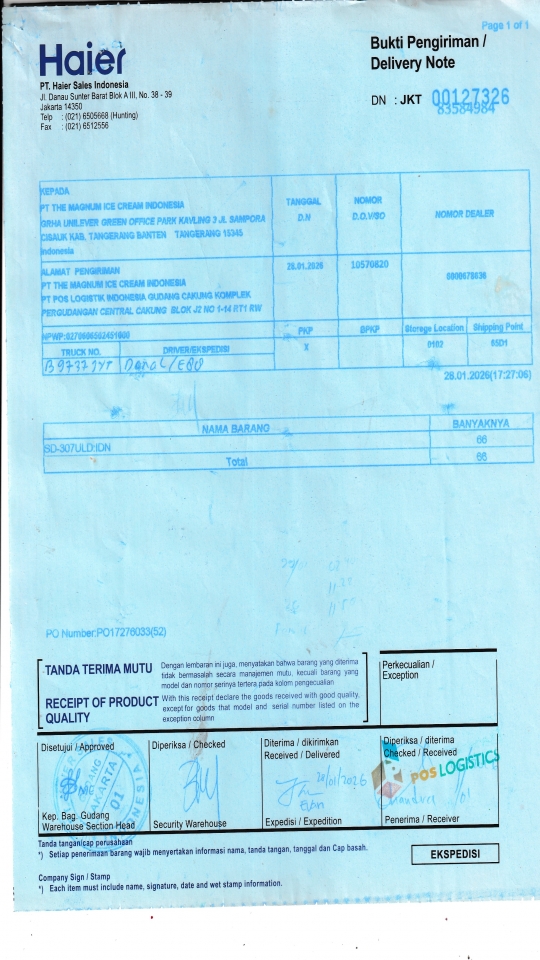 Page 1 of 1
Haier
Bukti Pengiriman /
Delivery Note
PT. Haier Sales Indonesia
Jl. Danau Sunter Barat Blok A III, No. 38 - 39
Jakarta 14350
Telp : (021) 6505668 (Hunting)
Fax : (021) 6512556
DN : JKT 00127326
83584984
KEPADA
PT THE MAGNUM ICE CREAM INDONESIA
GRHA UNILEVER GREEN OFFICE PARK KAVLING 3 JL SAMPORA
CISAUK KAB. TANGERANG BANTEN TANGERANG 15345
Indonesia
TANGGAL
D.N
NOMOR
D.O.V/SO
NOMOR DEALER
ALAMAT PENGIRIMAN
PT THE MAGNUM ICE CREAM INDONESIA
PT POS LOGISTIK INDONESIA GUDANG CAKUNG KOMPLEK
PERGUDANGAN CENTRAL CAKUNG BLOK J2 NO 1-14 RT1 RW
28.01.2026
10570820
NPWP:
PKP
BPKP
Storage Location
Shipping Point
X
0102
65D1
TRUCK NO.
DRIVER/EKSPEDISI
28.01.2026(17:27:06)
NAMA BARANG
BANYAKNYA
SD-307ULD:IDN
66
Total
66
PO Number:PO17276033(52)
TANDA TERIMA MUTU
Dengan lembaran ini juga, menyatakan bahwa barang yang diterima
tidak bermasalah secara manajemen mutu, kecuali barang yang
model dan nomor serinya tertera pada kolom pengecualian
RECEIPT OF PRODUCT
QUALITY
With this receipt declare the goods received with good quality,
except for goods that model and serial number listed on the
exception column
Perkecualian /
Exception
Disetujui / Approved
Diperiksa / Checked
Diterima / dikirimkan
Received / Delivered
Diperiksa / diterima
Checked / Received
POS LOGISTICS
GUDANG
JAKARTA
01
INDONESIA
Kep. Bag. Gudang
Warehouse Section Head
Security Warehouse
Expedisi / Expedition
Penerima / Receiver
Tanda tangan/cap perusahaan
*) Setiap penerimaan barang wajib menyertakan informasi nama, tanda tangan, tanggal dan Cap basah.
EKSPEDISI
Company Sign / Stamp
*) Each item must include name, signature, date and wet stamp information.